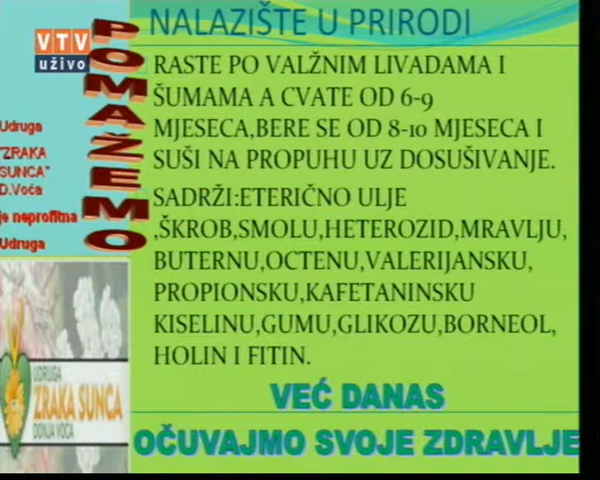 VTV
uživo
POMAŽEMO
Udruga
"ZRAKA
SUNCA"
D.Voća
je neprofitna
Udruga
UDRUGA
ZRAKA SUNCA
DONJA VOĆA
NALAZIŠTE U PRIRODI
RASTE PO VALŽNIM LIVADAMA I
ŠUMAMA A CVATE OD 6-9
MJESECA,BERE SE OD 8-10 MJESECA I
SUŠI NA PROPUHU UZ DOSUŠIVANJE.
SADRŽI:ETERIČNO ULJE
,ŠKROB,SMOLU,HETEROZID,MRAVLJU,
BUTERNU,OCTENU,VALERIJANSKU,
PROPIONSKU,KAFETANINSKU
KISELINU,GUMU,GLIKOZU,BORNEOL,
HOLIN I FITIN.
VEĆ DANAS
OČUVAJMO SVOJE ZDRAVLJE